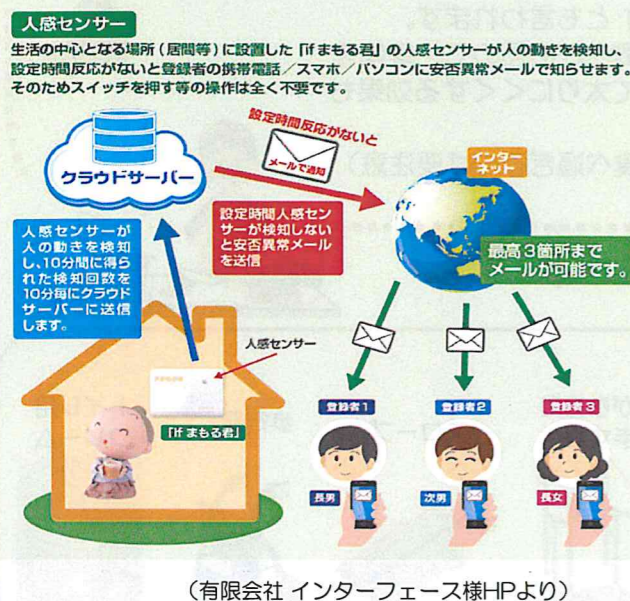 人感センサー
生活の中心となる場所(居間等)に設置した「ifまもる君」の人感センサーが人の動きを検知し、
設定時間反応がないと登録者の携帯電話/スマホ/パソコンに安否異常メールで知らせます。
そのためスイッチを押す等の操作は全く不要です。
設定時間反応がないと
メールで通知
クラウドサーバー
インター
ネット
人感センサーが
人の動きを検知
し、10分間に得ら
れた検知回数を
10分毎にクラウド
サーバーに送信
します。
設定時間人感セン
サーが検知しない
と安否異常メール
を送信
最高3箇所まで
メールが可能です。
人感センサー
「ifまもる君」
登録者1
登録者2
登録者3
長男
次男
長女
(有限会社 インターフェース様HPより)